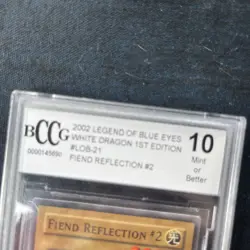 BCCG
0000145690
2002 LEGEND OF BLUE EYES
WHITE DRAGON 1ST EDITION
#LOB-21
FIEND REFLECTION #2
10
Mint
or
Better
FIEND REFLECTION #2